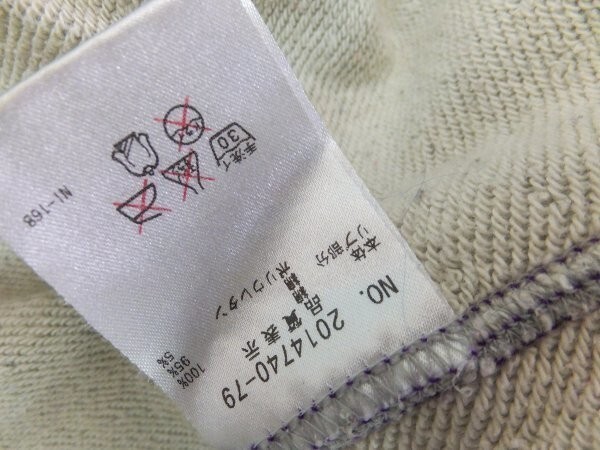 NO. 2014740-79
品質表示
本体 綿 100%
リブ部分 綿 95%
ポリウレタン 5%
手洗イ
30
NI-168